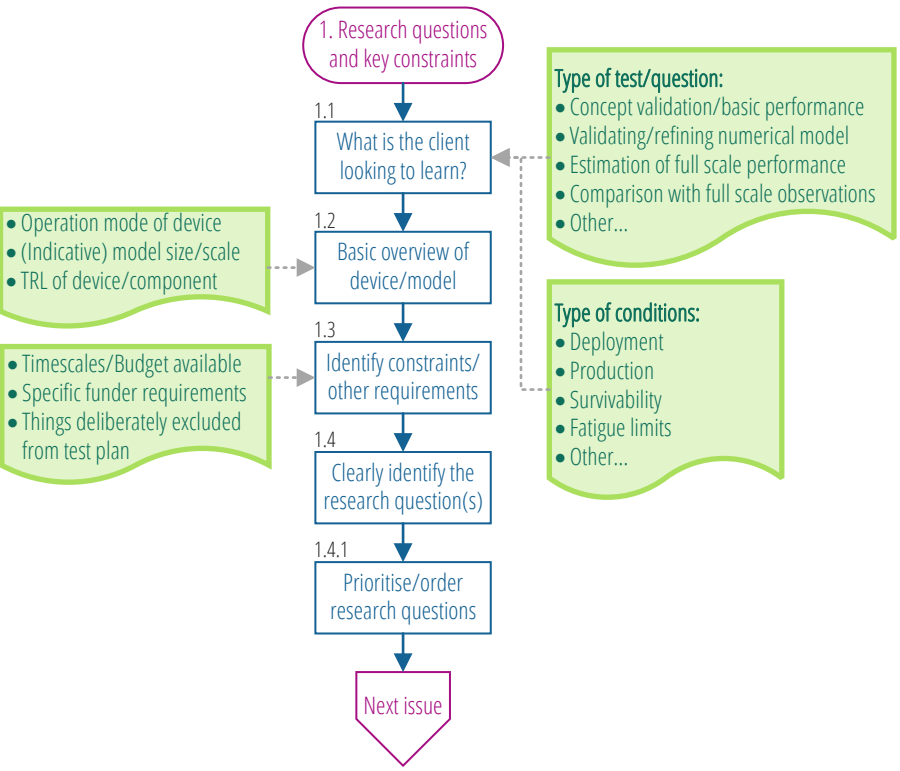 1. Research questions
and key constraints
1.1
What is the client
looking to learn?
Type of test/question:
● Concept validation/basic performance
● Validating/refining numerical model
● Estimation of full scale performance
● Comparison with full scale observations
● Other...
1.2
Basic overview of
device/model
● Operation mode of device
● (Indicative) model size/scale
● TRL of device/component
Type of conditions:
● Deployment
● Production
● Survivability
● Fatigue limits
● Other...
1.3
Identify constraints/
other requirements
● Timescales/Budget available
● Specific funder requirements
● Things deliberately excluded
from test plan
1.4
Clearly identify the
research question(s)
1.4.1
Prioritise/order
research questions
Next issue